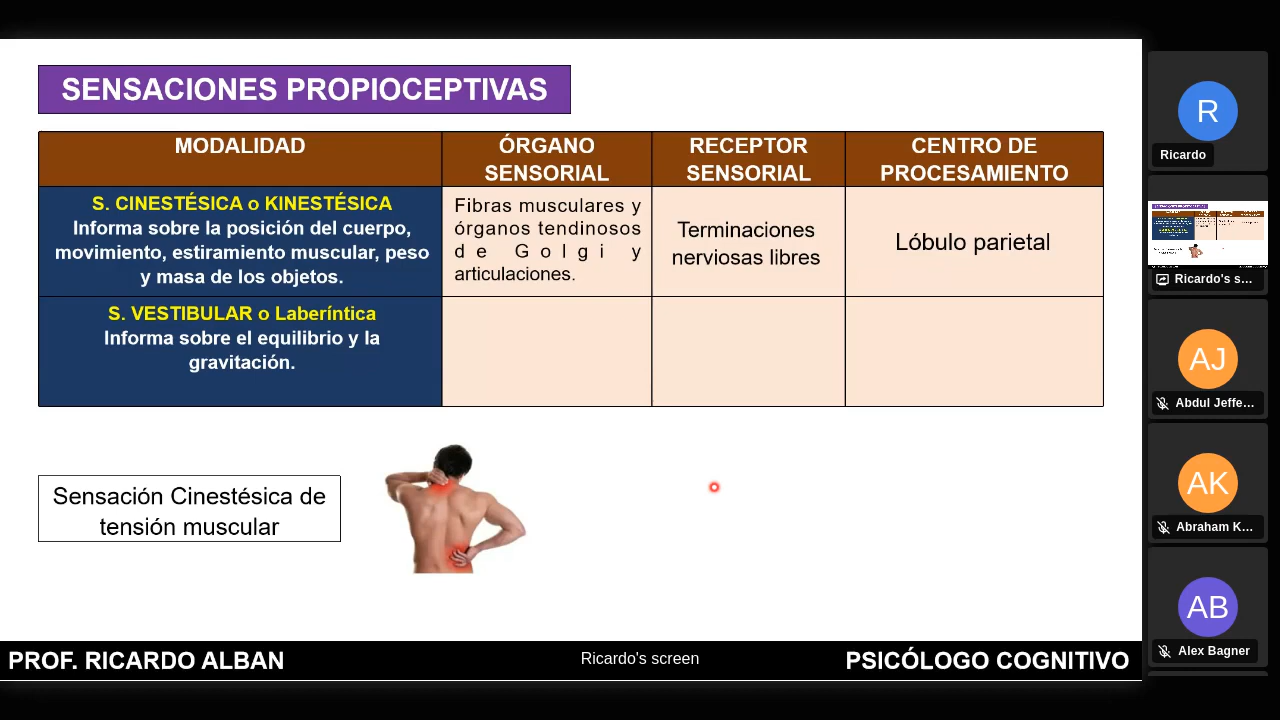 SENSACIONES PROPIOCEPTIVAS
MODALIDAD
ÓRGANO
SENSORIAL
RECEPTOR
SENSORIAL
CENTRO DE
PROCESAMIENTO
S. CINESTÉSICA o KINESTÉSICA
Informa sobre la posición del cuerpo,
movimiento, estiramiento muscular, peso
y masa de los objetos.
Fibras musculares y
órganos tendinosos
de Golgi y
articulaciones.
Terminaciones
nerviosas libres
Lóbulo parietal
S. VESTIBULAR o Laberíntica
Informa sobre el equilibrio y la
gravitación.
Sensación Cinestésica de
tensión muscular
PROF. RICARDO ALBAN
Ricardo's screen
PSICÓLOGO COGNITIVO
R
Ricardo
Ricardo's s...
AJ
Abdul Jeffe...
AK
Abraham K...
AB
Alex Bagner